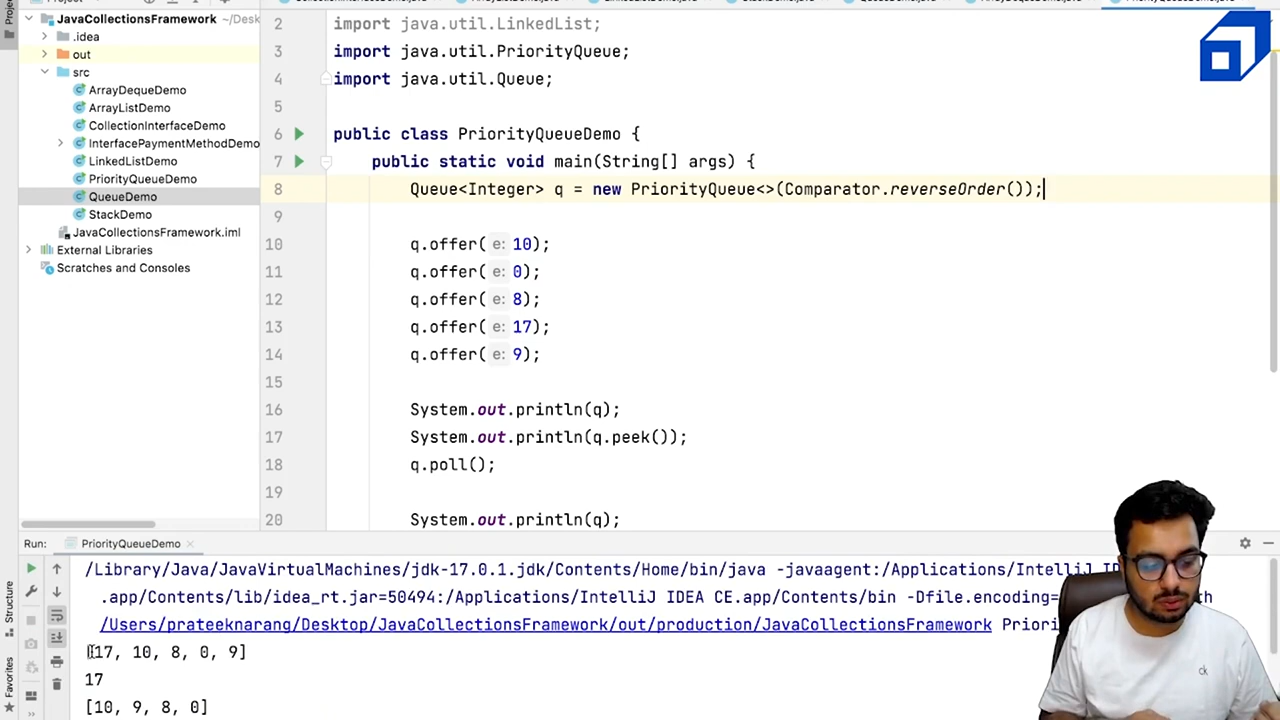 JavaCollectionsFramework ~/Desk
.idea
out
src
ArrayDequeDemo
ArrayListDemo
CollectionInterfaceDemo
InterfacePaymentMethodDemo
LinkedListDemo
PriorityQueueDemo
QueueDemo
StackDemo
JavaCollectionsFramework.iml
External Libraries
Scratches and Consoles
2 import java.util.LinkedList;
3 import java.util.PriorityQueue;
4 import java.util.Queue;
5
6 public class PriorityQueueDemo {
7 public static void main(String[] args) {
8 Queue<Integer> q = new PriorityQueue<>(Comparator.reverseOrder());
9
10 q.offer( e: 10);
11 q.offer( e: 0);
12 q.offer( e: 8);
13 q.offer( e: 17);
14 q.offer( e: 9);
15
16 System.out.println(q);
17 System.out.println(q.peek());
18 q.poll();
19
20 System.out.println(q);
Run: PriorityQueueDemo
/Library/Java/JavaVirtualMachines/jdk-17.0.1.jdk/Contents/Home/bin/java -javaagent:/Applications/IntelliJ ID
.app/Contents/lib/idea_rt.jar=50494:/Applications/IntelliJ IDEA CE.app/Contents/bin -Dfile.encoding=
/Users/prateeknarang/Desktop/JavaCollectionsFramework/out/production/JavaCollectionsFramework Priori
[17, 10, 8, 0, 9]
17
[10, 9, 8, 0]
Structure
Favorites
ck